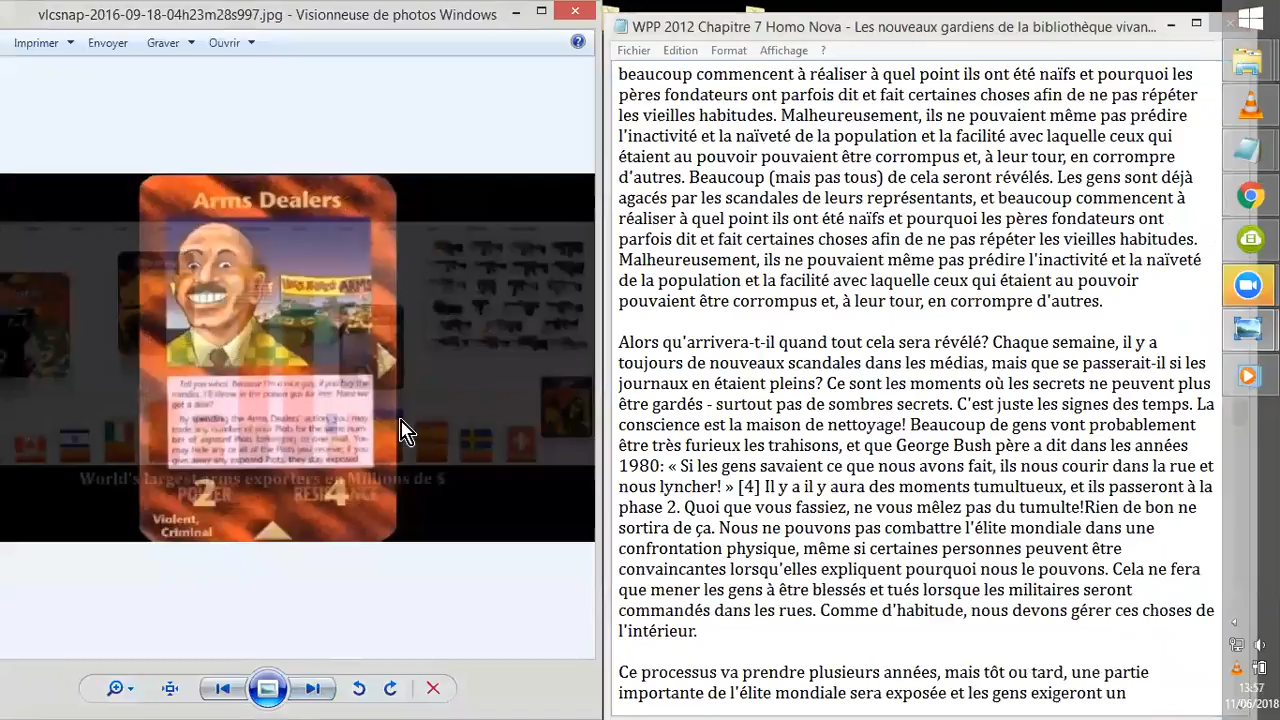 vlcsnap-2016-09-18-04h23m28s997.jpg - Visionneuse de photos Windows
Imprimer
Envoyer
Graver
Ouvrir
Arms Dealers
World's largest arms exporters en Millions de $
POWER
RESISTANCE
4
Violent,
Criminal
WPP 2012 Chapitre 7 Homo Nova - Les nouveaux gardiens de la bibliothèque vivan...
Fichier Edition Format Affichage ?
beaucoup commencent à réaliser à quel point ils ont été naïfs et pourquoi les
pères fondateurs ont parfois dit et fait certaines choses afin de ne pas répéter
les vieilles habitudes. Malheureusement, ils ne pouvaient même pas prédire
l'inactivité et la naïveté de la population et la facilité avec laquelle ceux qui
étaient au pouvoir pouvaient être corrompus et, à leur tour, en corrompre
d'autres. Beaucoup (mais pas tous) de cela seront révélés. Les gens sont déjà
agacés par les scandales de leurs représentants, et beaucoup commencent à
réaliser à quel point ils ont été naïfs et pourquoi les pères fondateurs ont
parfois dit et fait certaines choses afin de ne pas répéter les vieilles habitudes.
Malheureusement, ils ne pouvaient même pas prédire l'inactivité et la naïveté
de la population et la facilité avec laquelle ceux qui étaient au pouvoir
pouvaient être corrompus et, à leur tour, en corrompre d'autres.
Alors qu'arrivera-t-il quand tout cela sera révélé? Chaque semaine, il y a
toujours de nouveaux scandales dans les médias, mais que se passerait-il si les
journaux en étaient pleins? Ce sont les moments où les secrets ne peuvent plus
être gardés - surtout pas de sombres secrets. C'est juste les signes des temps. La
conscience est la maison de nettoyage! Beaucoup de gens vont probablement
être très furieux les trahisons, et que George Bush père a dit dans les années
1980: « Si les gens savaient ce que nous avons fait, ils nous courir dans la rue et
nous lyncher! » [4] Il y a il y aura des moments tumultueux, et ils passeront à la
phase 2. Quoi que vous fassiez, ne vous mêlez pas du tumulte!Rien de bon ne
sortira de ça. Nous ne pouvons pas combattre l'élite mondiale dans une
confrontation physique, même si certaines personnes peuvent être
convaincantes lorsqu'elles expliquent pourquoi nous le pouvons. Cela ne fera
que mener les gens à être blessés et tués lorsque les militaires seront
commandés dans les rues. Comme d'habitude, nous devons gérer ces choses de
l'intérieur.
Ce processus va prendre plusieurs années, mais tôt ou tard, une partie
importante de l'élite mondiale sera exposée et les gens exigeront un
13:57
11/06/2018